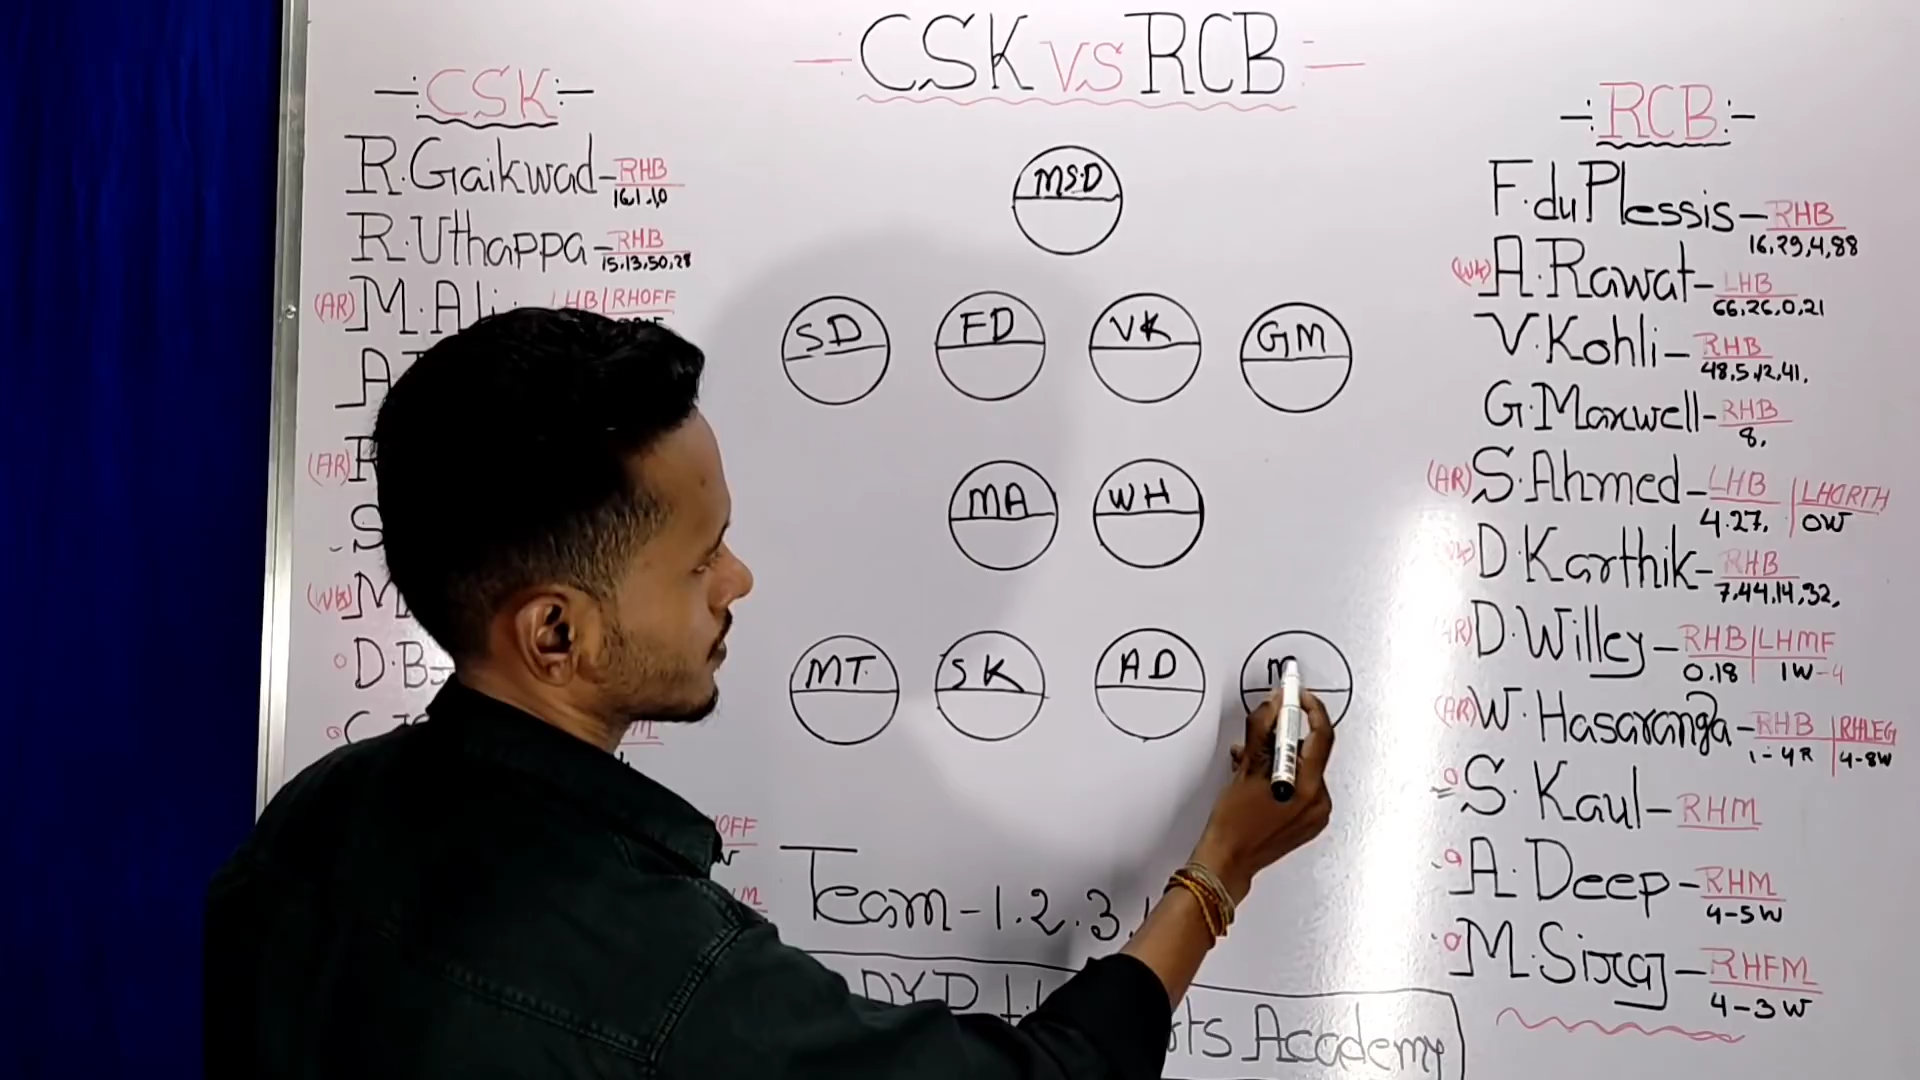 CSK VS RCB
CSK
R. Gaikwad - RHB
16,1,10
R. Uthappa - RHB
15,13,50,28
(AR) M. Ali LHB/RHOFF
A
(AR) R
S
(WK) M
D. B
MSD
SD FD VK GM
MA WH
MT. SK AD M
Team - 1.2.3.
rts Academy
RCB
F. du Plessis - RHB
16,29,4,88
(WK) A. Rawat - LHB
66,26,0,21
V. Kohli - RHB
48,5,12,41,
G. Maxwell - RHB
8,
(AR) S. Ahmed - LHB | LHORTH
4.27, | 0W
D. Karthik - RHB
7,44,14,32,
D. Willey - RHB | LHMF
0.18 | 1W-4
(AR) W. Hasaranga - RHB | RHLEG
1-4R | 4-8W
S. Kaul - RHM
A. Deep - RHM
4-5W
M. Siraj - RHFM
4-3W